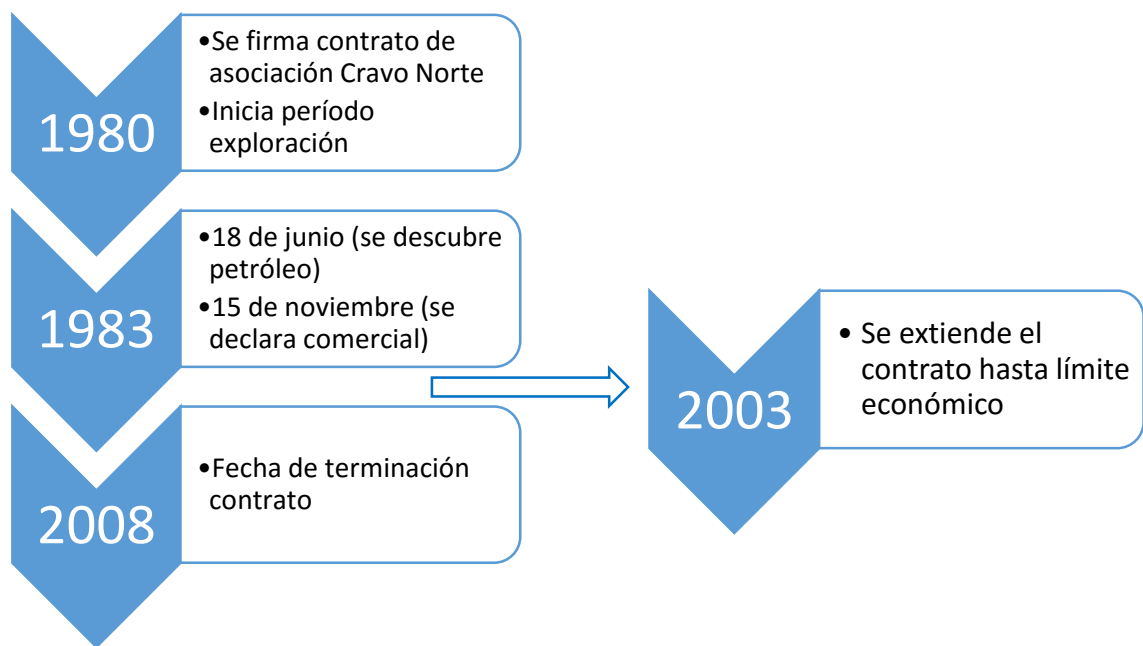 1980
•Se firma contrato de
asociación Cravo Norte
•Inicia período
exploración
1983
•18 de junio (se descubre
petróleo)
•15 de noviembre (se
declara comercial)
2008
•Fecha de terminación
contrato
2003
• Se extiende el
contrato hasta límite
económico